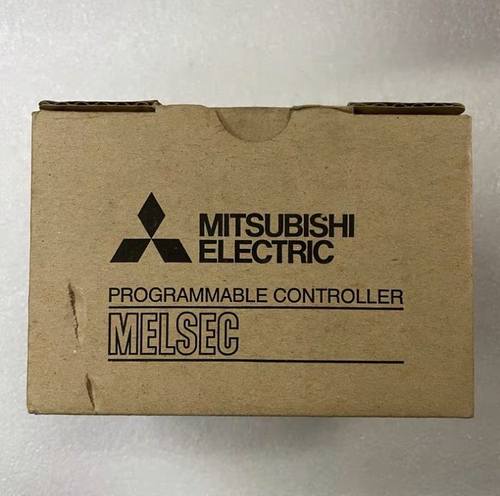 MITSUBISHI
ELECTRIC
PROGRAMMABLE CONTROLLER
MELSEC